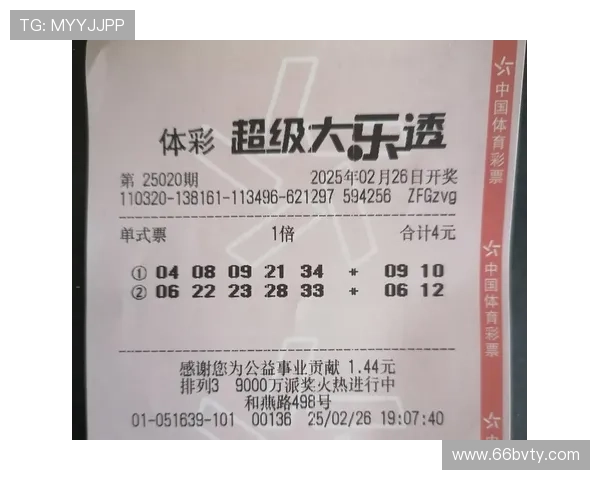 TG: MYYJJPP
体彩 超级大乐透
第 25020期 2025年02月26日开奖
110320-138161-113496-621297 594256 ZFGzvg
单式票 1倍 合计4元
① 04 08 09 21 34 + 09 10
② 06 22 23 28 33 + 06 12
感谢您为公益事业贡献 1.44元
排列3 9000万派奖火热进行中
和燕路498号
01-051639-101 00136 25/02/26 19:07:40
中国体育彩票
中国体育彩票
中国体育
www.66bvty.com